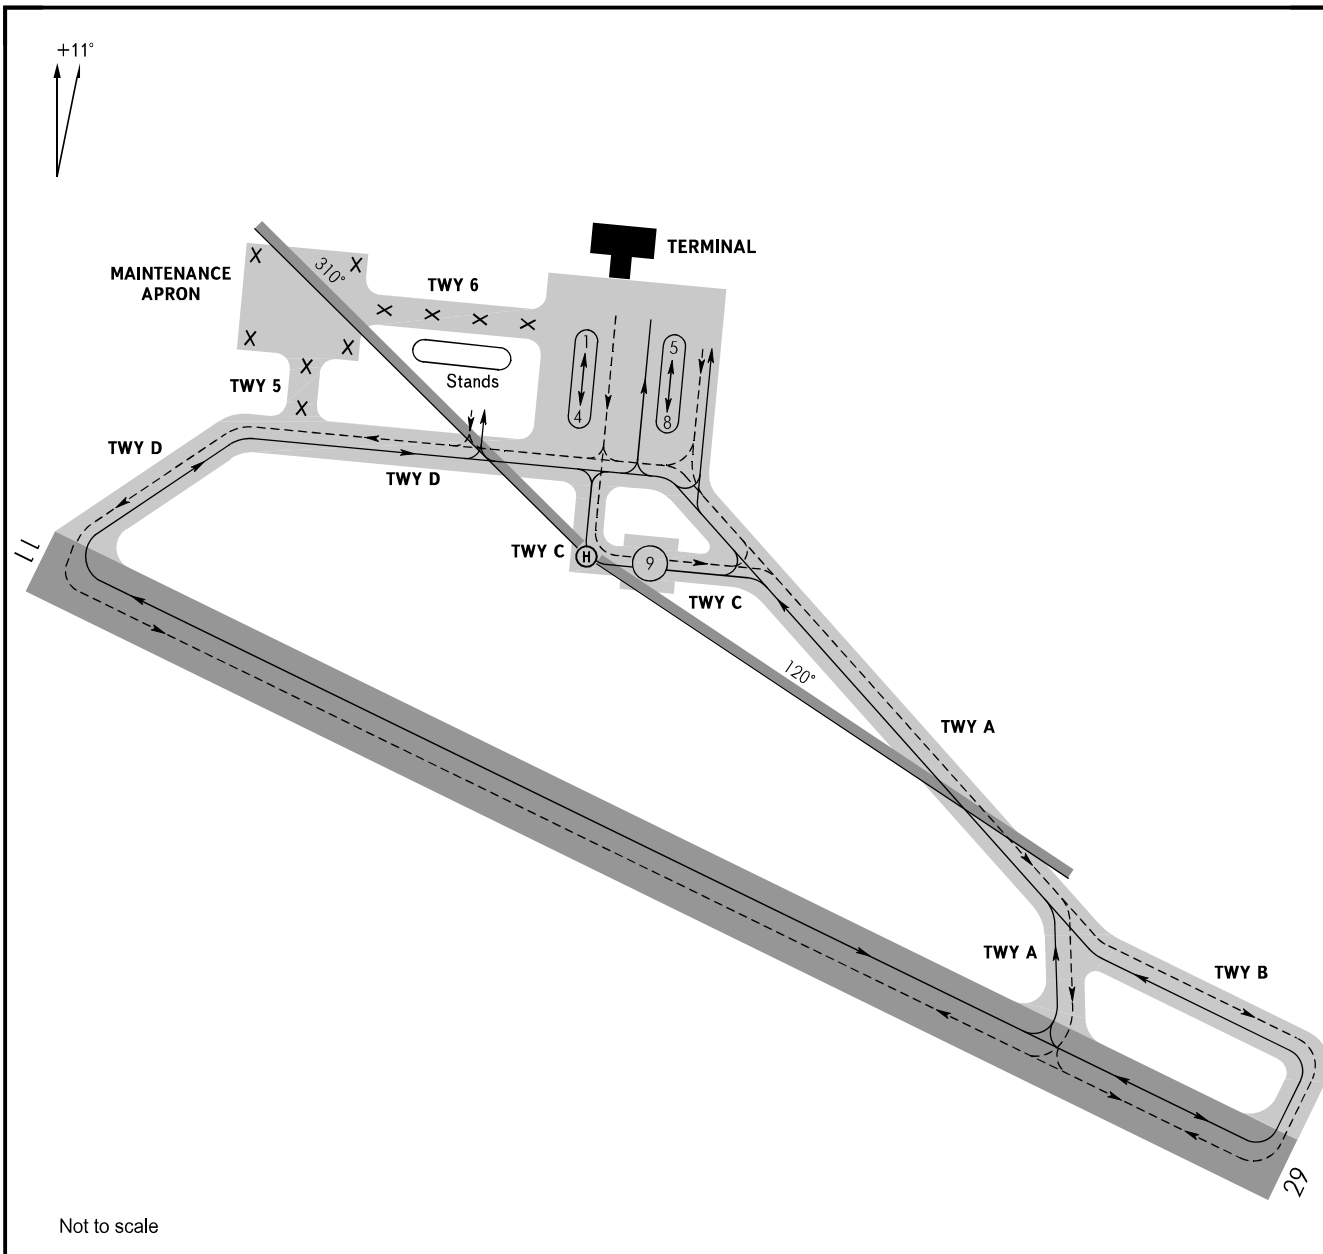 +11°
TERMINAL
310°
MAINTENANCE
APRON
TWY 6
X
X
X
X
X
X
X
X
X
X
1
4
5
8
Stands
TWY 5
TWY D
TWY D
11
TWY C
H
9
TWY C
120°
TWY A
TWY A
TWY B
29
Not to scale